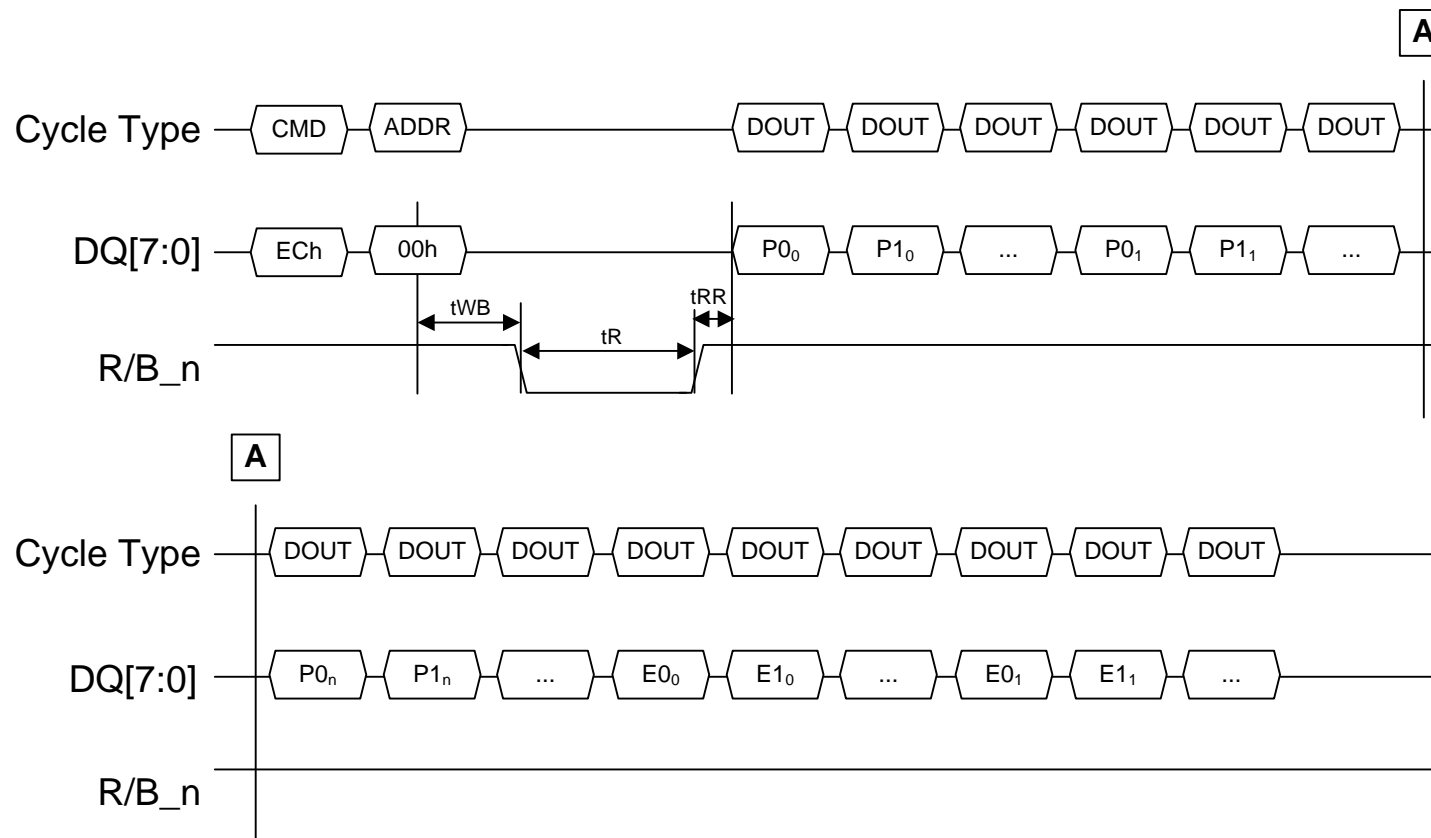 A
Cycle Type CMD ADDR DOUT DOUT DOUT DOUT DOUT DOUT
DQ[7:0] ECh 00h P0₀ P1₀ ... P0₁ P1₁ ...
tWB tR tRR
R/B_n
A
Cycle Type DOUT DOUT DOUT DOUT DOUT DOUT DOUT DOUT DOUT
DQ[7:0] P0ₙ P1ₙ ... E0₀ E1₀ ... E0₁ E1₁ ...
R/B_n